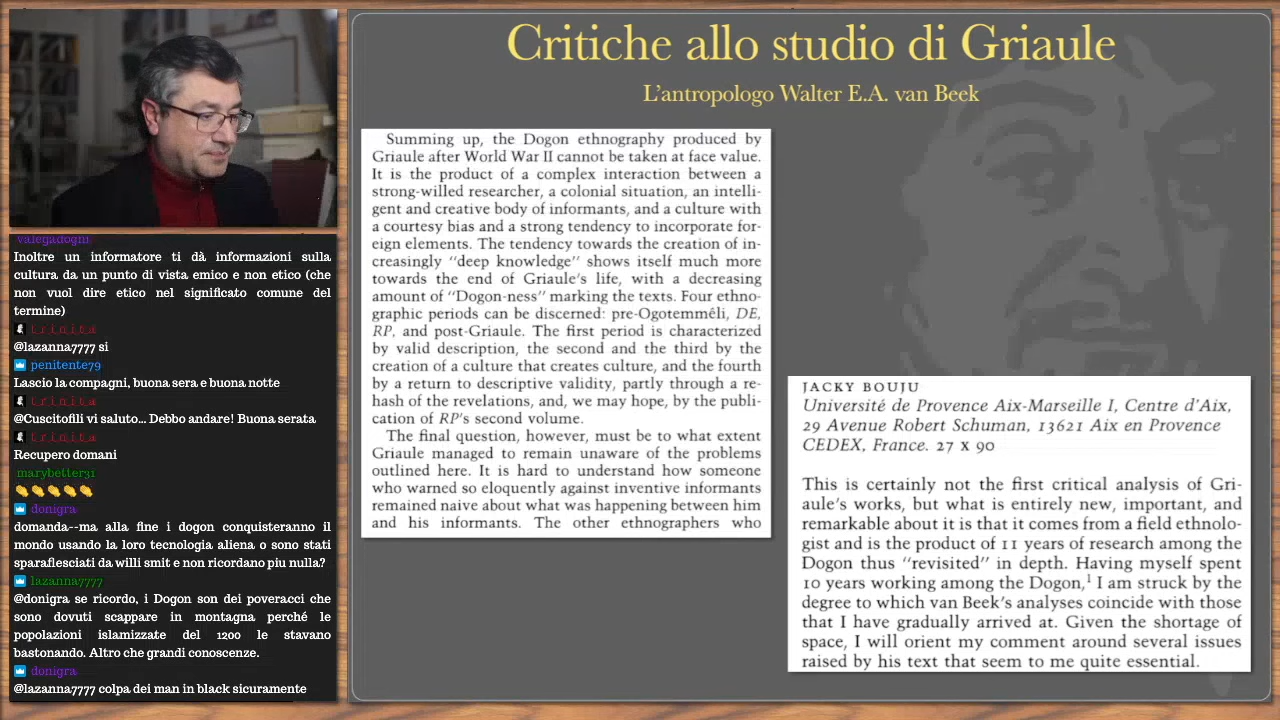 Critiche allo studio di Griaule
L'antropologo Walter E.A. van Beek
Summing up, the Dogon ethnography produced by
Griaule after World War II cannot be taken at face value.
It is the product of a complex interaction between a
strong-willed researcher, a colonial situation, an intelli-
gent and creative body of informants, and a culture with
a courtesy bias and a strong tendency to incorporate for-
eign elements. The tendency towards the creation of in-
creasingly "deep knowledge" shows itself much more
towards the end of Griaule's life, with a decreasing
amount of "Dogon-ness" marking the texts. Four ethno-
graphic periods can be discerned: pre-Ogotemmêli, DE,
RP, and post-Griaule. The first period is characterized
by valid description, the second and the third by the
creation of a culture that creates culture, and the fourth
by a return to descriptive validity, partly through a re-
hash of the revelations, and, we may hope, by the publi-
cation of RP's second volume.
The final question, however, must be to what extent
Griaule managed to remain unaware of the problems
outlined here. It is hard to understand how someone
who warned so eloquently against inventive informants
remained naive about what was happening between him
and his informants. The other ethnographers who
JACKY BOUJU
Université de Provence Aix-Marseille I, Centre d'Aix,
29 Avenue Robert Schuman, 13621 Aix en Provence
CEDEX, France. 27 X 90
This is certainly not the first critical analysis of Gri-
aule's works, but what is entirely new, important, and
remarkable about it is that it comes from a field ethnolo-
gist and is the product of 11 years of research among the
Dogon thus "revisited" in depth. Having myself spent
10 years working among the Dogon,¹ I am struck by the
degree to which van Beek's analyses coincide with those
that I have gradually arrived at. Given the shortage of
space, I will orient my comment around several issues
raised by his text that seem to me quite essential.
valegadogni
Inoltre un informatore ti dà informazioni sulla
cultura da un punto di vista emico e non etico (che
non vuol dire etico nel significato comune del
termine)
@lazanna7777 si
penitente79
Lascio la compagni, buona sera e buona notte
@Cuscitofili vi saluto... Debbo andare! Buona serata
Recupero domani
marybetter31
👏👏👏👏👏
donigra
domanda--ma alla fine i dogon conquisteranno il
mondo usando la loro tecnologia aliena o sono stati
sparaflesciati da willi smit e non ricordano piu nulla?
lazanna7777
@donigra se ricordo, i Dogon son dei poveracci che
sono dovuti scappare in montagna perché le
popolazioni islamizzate del 1200 le stavano
bastonando. Altro che grandi conoscenze.
donigra
@lazanna7777 colpa dei man in black sicuramente